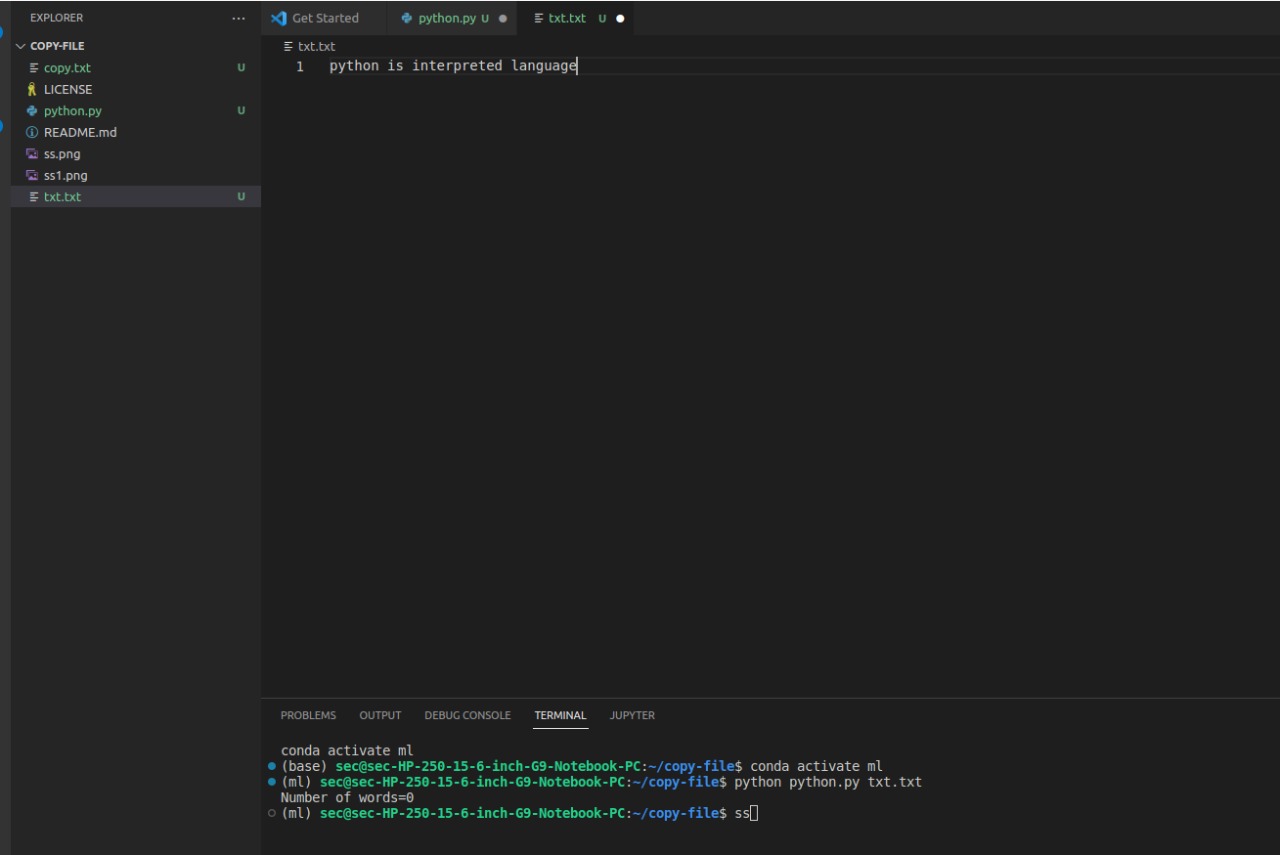 EXPLORER ...
COPY-FILE
copy.txt U
LICENSE
python.py U
README.md
ss.png
ss1.png
txt.txt U
Get Started python.py U txt.txt U
txt.txt
1 python is interpreted language
PROBLEMS OUTPUT DEBUG CONSOLE TERMINAL JUPYTER
conda activate ml
(base) sec@sec-HP-250-15-6-inch-G9-Notebook-PC:~/copy-file$ conda activate ml
(ml) sec@sec-HP-250-15-6-inch-G9-Notebook-PC:~/copy-file$ python python.py txt.txt
Number of words=0
(ml) sec@sec-HP-250-15-6-inch-G9-Notebook-PC:~/copy-file$ ss